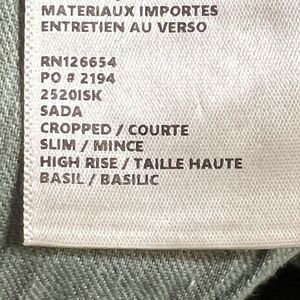 MATERIAUX IMPORTES
ENTRETIEN AU VERSO
RN126654
PO # 2194
2520ISK
SADA
CROPPED / COURTE
SLIM / MINCE
HIGH RISE / TAILLE HAUTE
BASIL / BASILIC